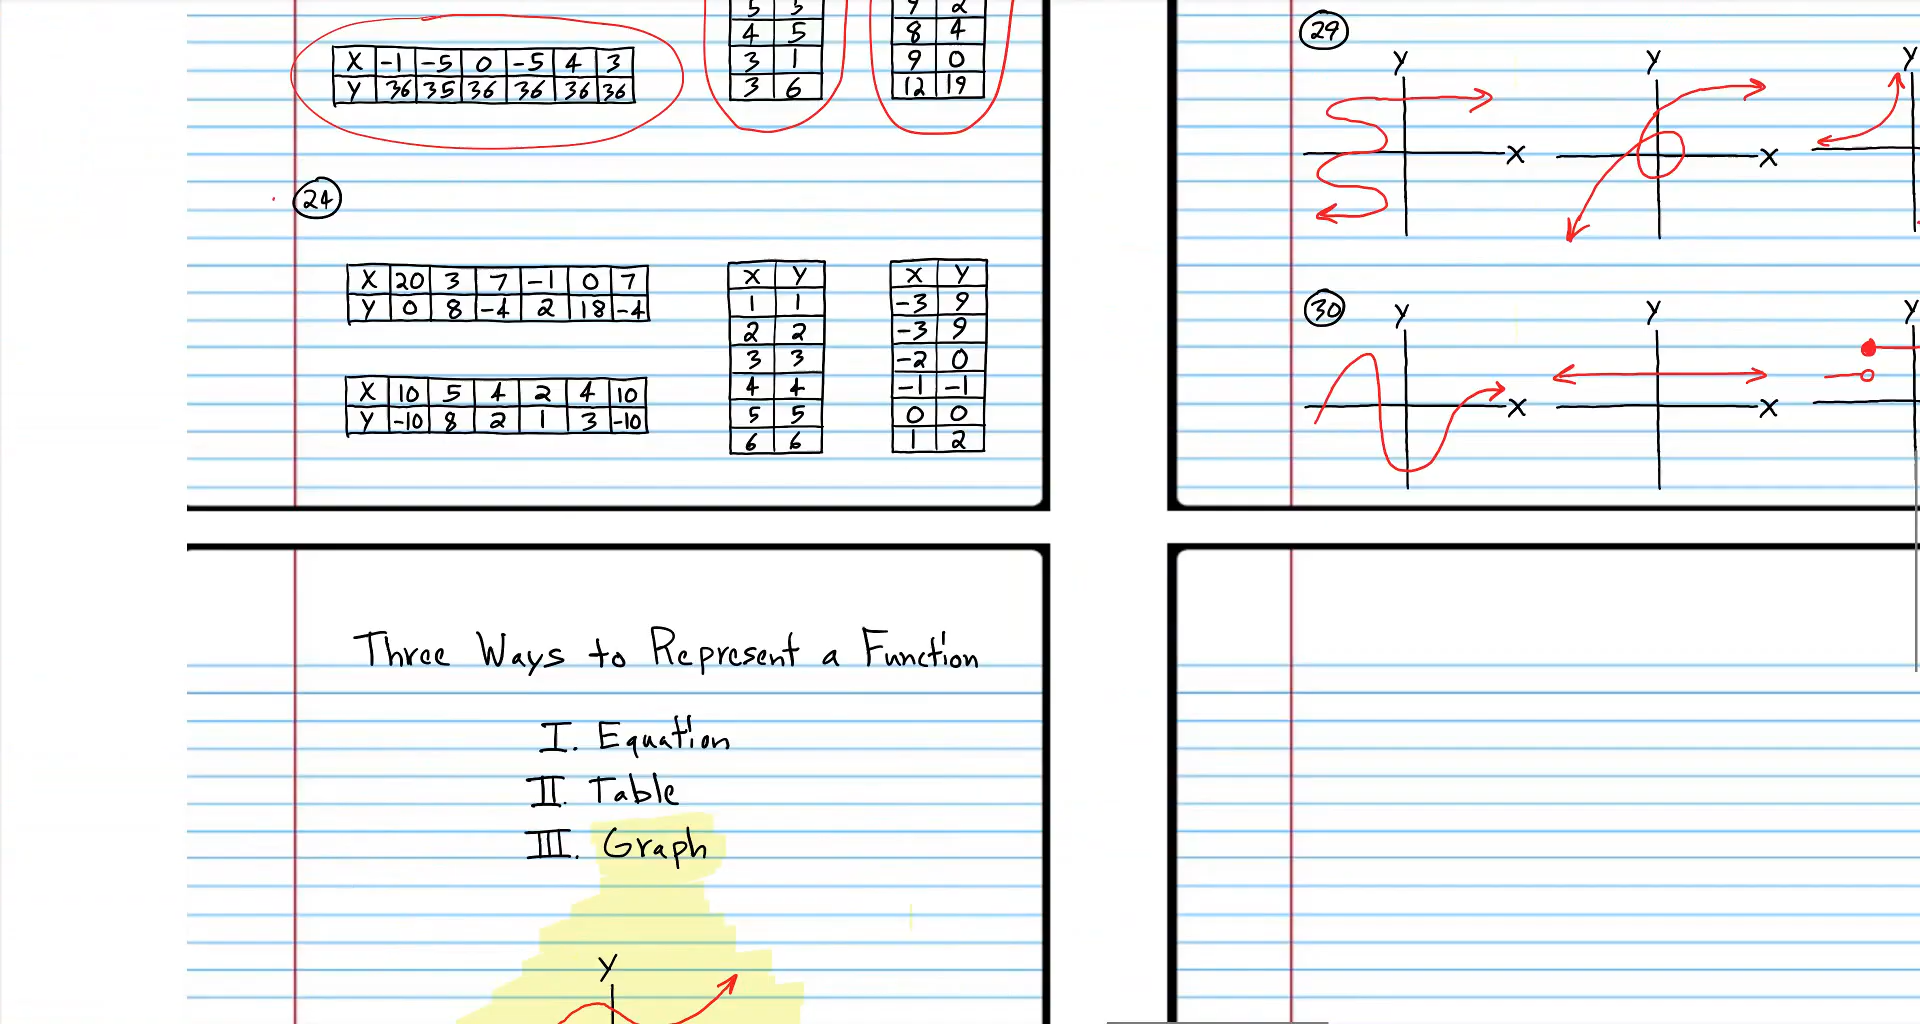 X -1 -5 0 -5 4 3
Y 36 35 36 36 36 36
5 5
4 5
3 1
3 6
9 2
8 4
9 0
12 19
24
X 20 3 7 -1 0 7
Y 0 8 -4 2 18 -4
X 10 5 4 2 4 10
Y -10 8 2 1 3 -10
X Y
1 1
2 2
3 3
4 4
5 5
6 6
X Y
-3 9
-3 9
-2 0
-1 -1
0 0
1 2
Three Ways to Represent a Function
I. Equation
II. Table
III. Graph
Y
29
Y Y Y
X X
30
Y Y Y
X X